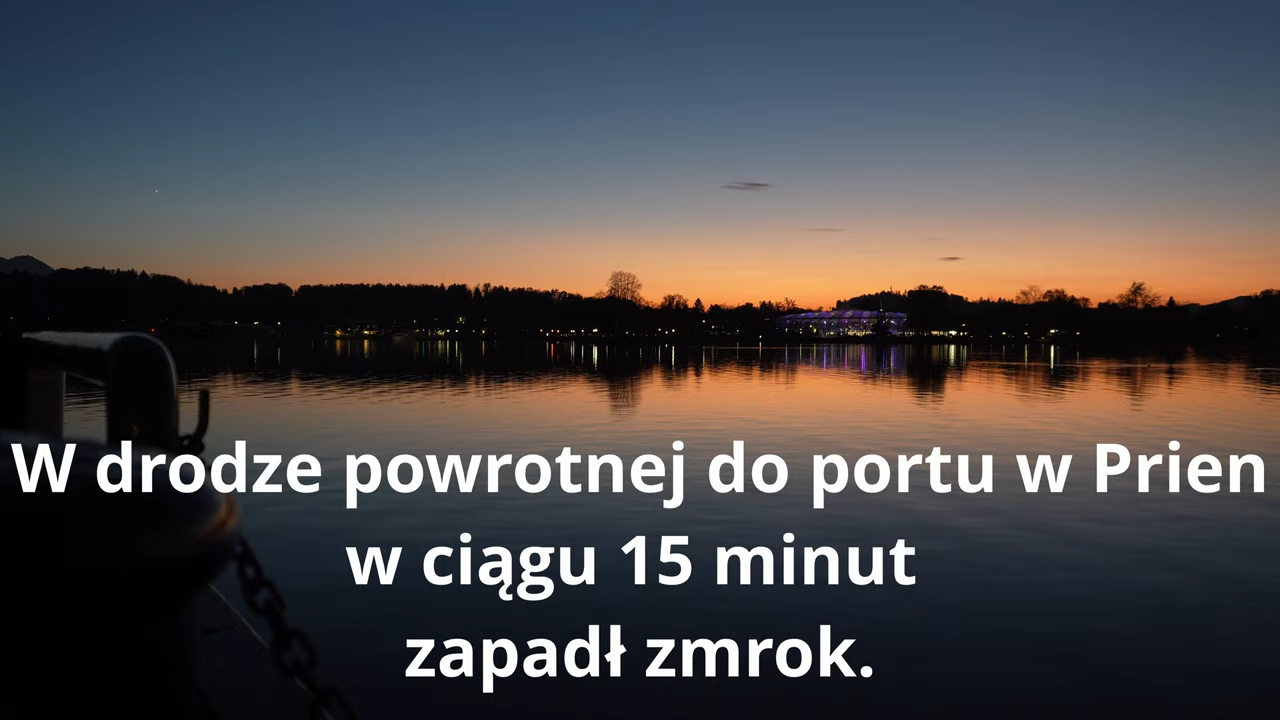 W drodze powrotnej do portu w Prien
w ciągu 15 minut
zapadł zmrok.